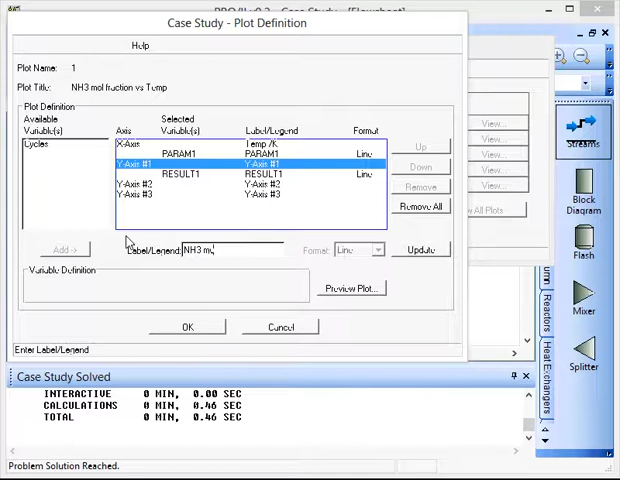 Case Study - Plot Definition
Help
Plot Name: 1
Plot Title: NH3 mol fraction vs Temp
Plot Definition
Available Variable(s)
Cycles
Axis
Selected Variable(s)
Label/Legend
Format
X-Axis Temp /K
PARAM1 PARAM1 Line
Y-Axis #1 Y-Axis #1
RESULT1 RESULT1 Line
Y-Axis #2 Y-Axis #2
Y-Axis #3 Y-Axis #3
Up
Down
Remove
Remove All
Add ->
Label/Legend:
NH3 mo
Format: Line
Update
Variable Definition
Preview Plot...
OK
Cancel
Enter Label/Legend
View...
View...
View...
View...
All Plots
Streams
Block Diagram
Flash
Mixer
Splitter
Reactors
Heat Exchangers
Case Study Solved
INTERACTIVE 0 MIN, 0.00 SEC
CALCULATIONS 0 MIN, 0.46 SEC
TOTAL 0 MIN, 0.46 SEC
Problem Solution Reached.